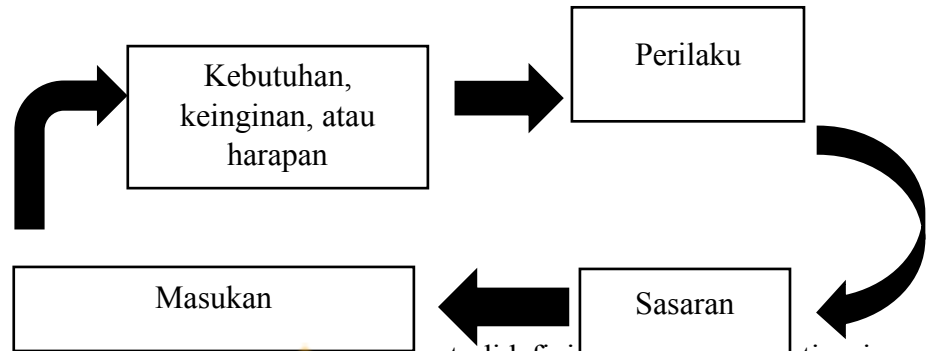 Kebutuhan,
keinginan, atau
harapan
Perilaku
Sasaran
Masukan